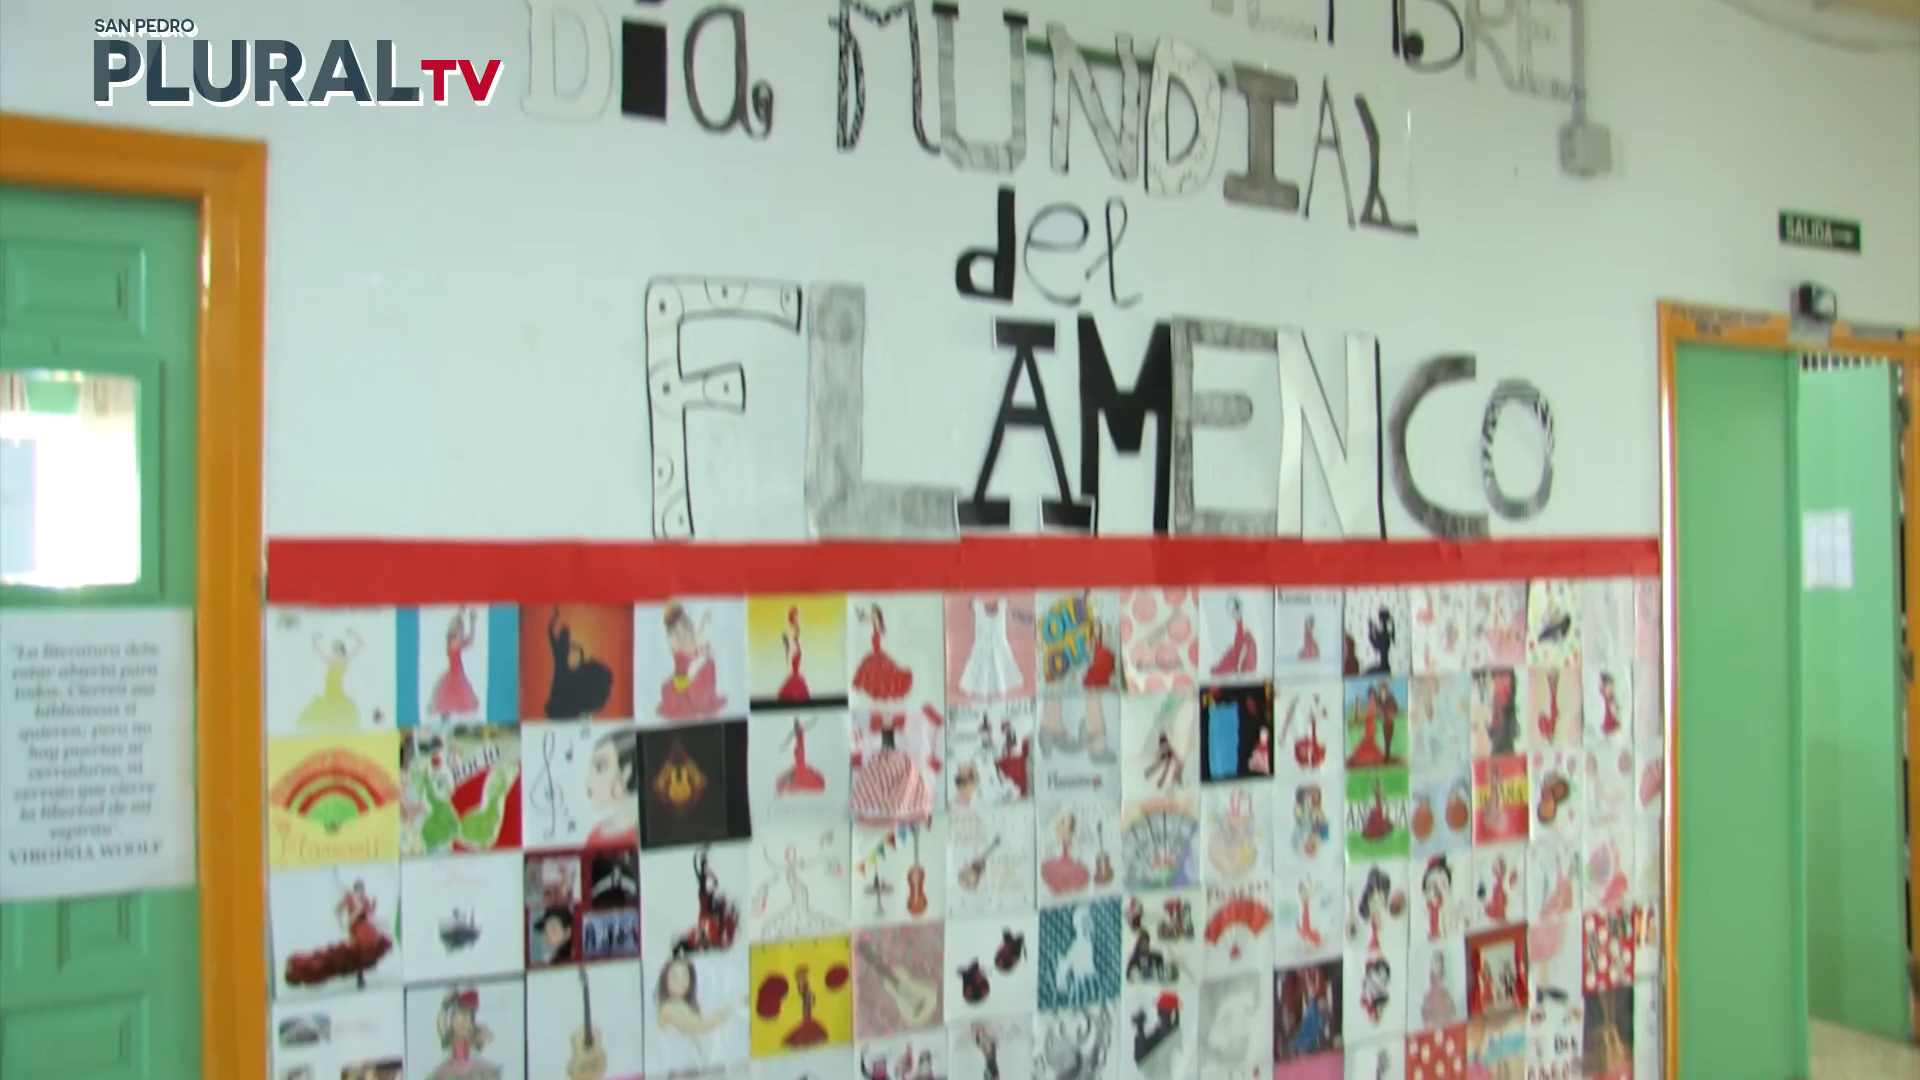 SAN PEDRO
PLURALTV
Día MUNDIAL
del
FLAMENCO
SALIDA
"La literatura debe
estar abierta para
todos. Cierren sus
bibliotecas si
quieren, pero no
hay puertas ni
cerraduras, ni
cerrojo que cierre
la libertad de mi
espíritu".
VIRGINIA WOOLF